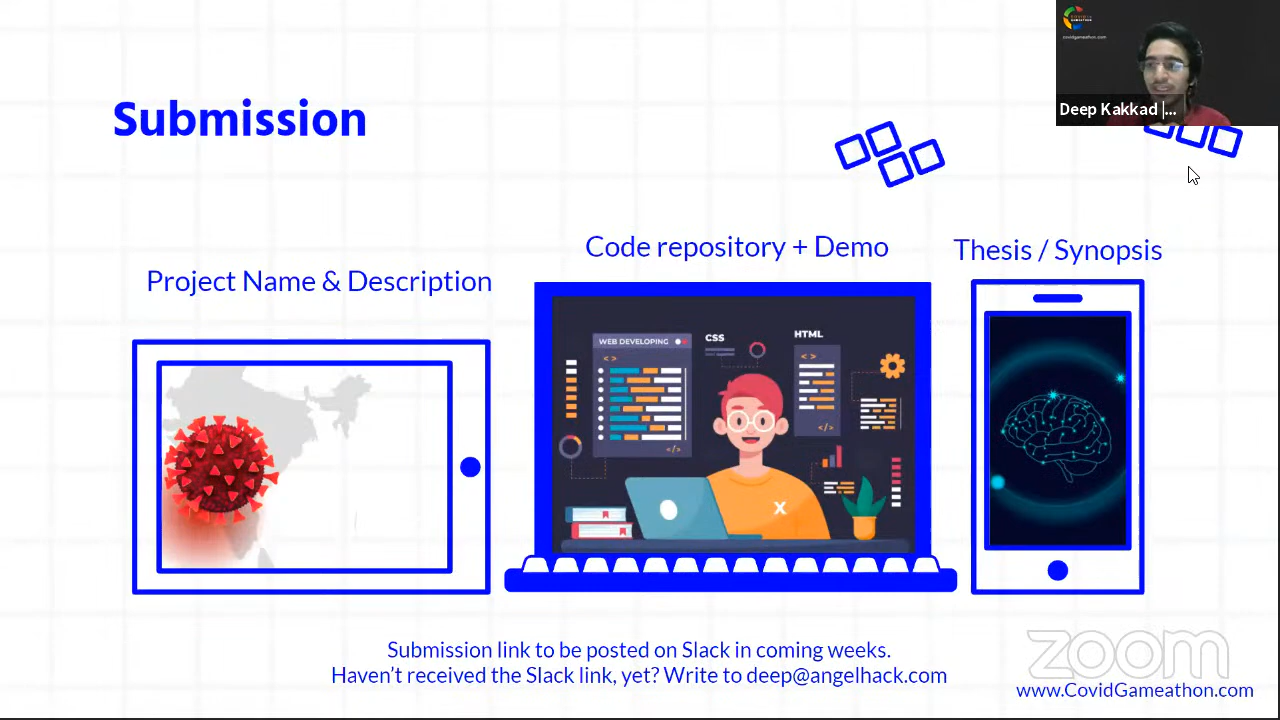 covidgameathon.com
Deep Kakkad |...
Submission
Code repository + Demo
Thesis / Synopsis
Project Name & Description
WEB DEVELOPING
CSS
HTML
< >
< >
</>
</>
X
Submission link to be posted on Slack in coming weeks.
Haven't received the Slack link, yet? Write to deep@angelhack.com
zoom
www.CovidGameathon.com